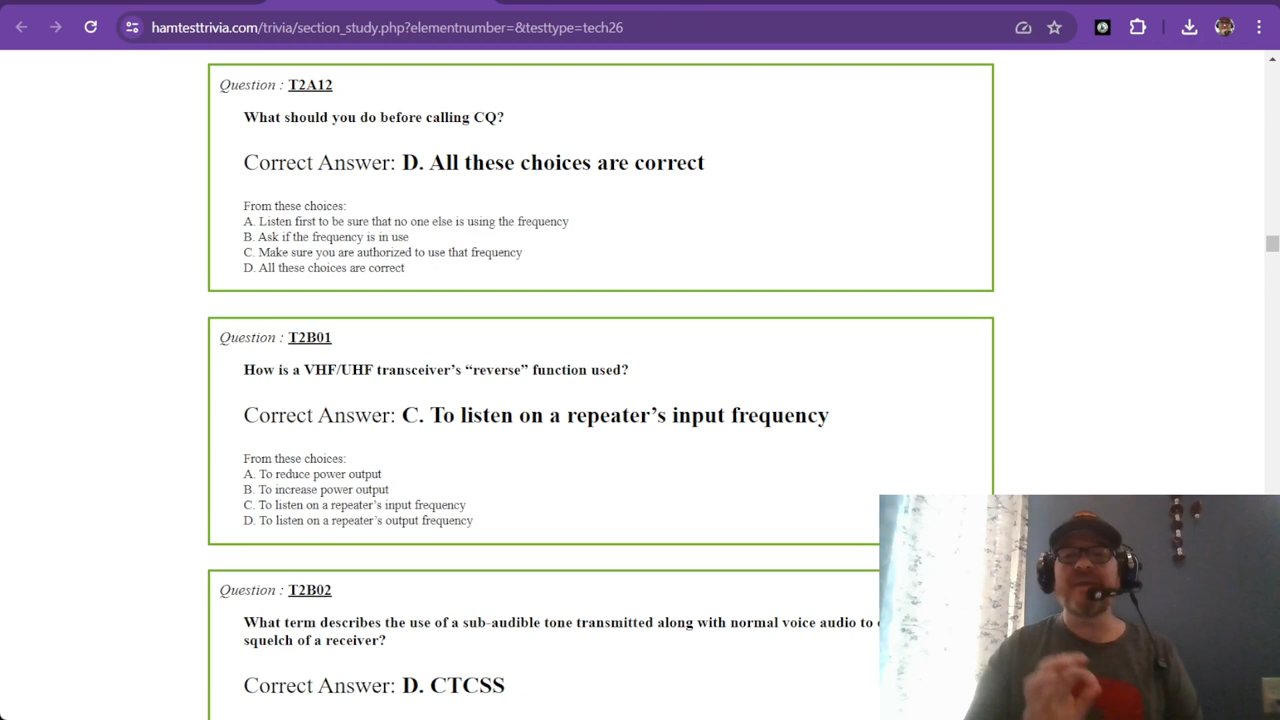 hamtesttrivia.com/trivia/section_study.php?elementnumber=&testtype=tech26
Question : T2A12
What should you do before calling CQ?
Correct Answer: D. All these choices are correct
From these choices:
A. Listen first to be sure that no one else is using the frequency
B. Ask if the frequency is in use
C. Make sure you are authorized to use that frequency
D. All these choices are correct
Question : T2B01
How is a VHF/UHF transceiver’s “reverse” function used?
Correct Answer: C. To listen on a repeater’s input frequency
From these choices:
A. To reduce power output
B. To increase power output
C. To listen on a repeater’s input frequency
D. To listen on a repeater’s output frequency
Question : T2B02
What term describes the use of a sub-audible tone transmitted along with normal voice audio to
squelch of a receiver?
Correct Answer: D. CTCSS